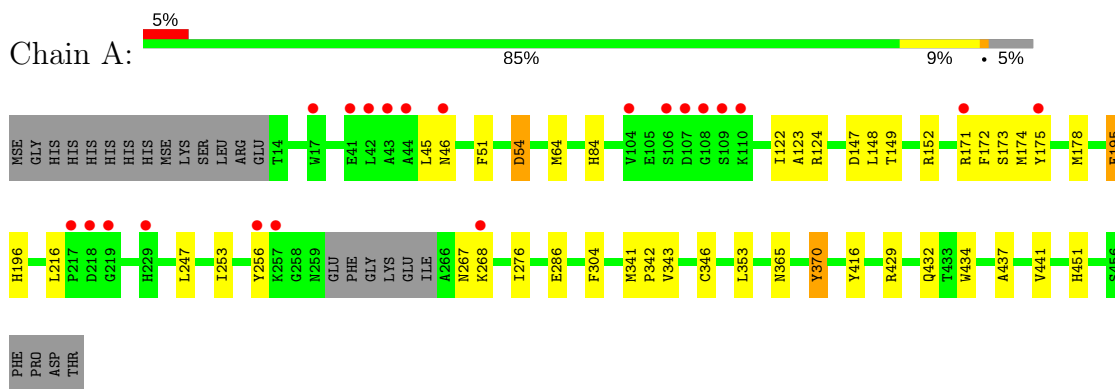 5%
Chain A:
85% 9% • 5%
MSE GLY HIS HIS HIS HIS HIS HIS MSE LYS SER LEU ARG GLU T14 W17 E41 L42 A43 A44 L45 N46 F51 D54 M64 H84 V104 E105 S106 D107 G108 S109 K110 I122 A123 R124 D147 L148 T149 R152 R171 F172 S173 M174 Y175 M178
H196 L216 P217 D218 G219 H229 L247 I253 Y256 K257 G258 N259 GLU PHE GLY LYS GLU ILE A266 N267 K268 I276 E286 F304 M341 P342 V343 C346 L353 N365 Y370 Y416 R429 Q432 T433 W434 A437 V441 H451 S456
PHE PRO ASP THR